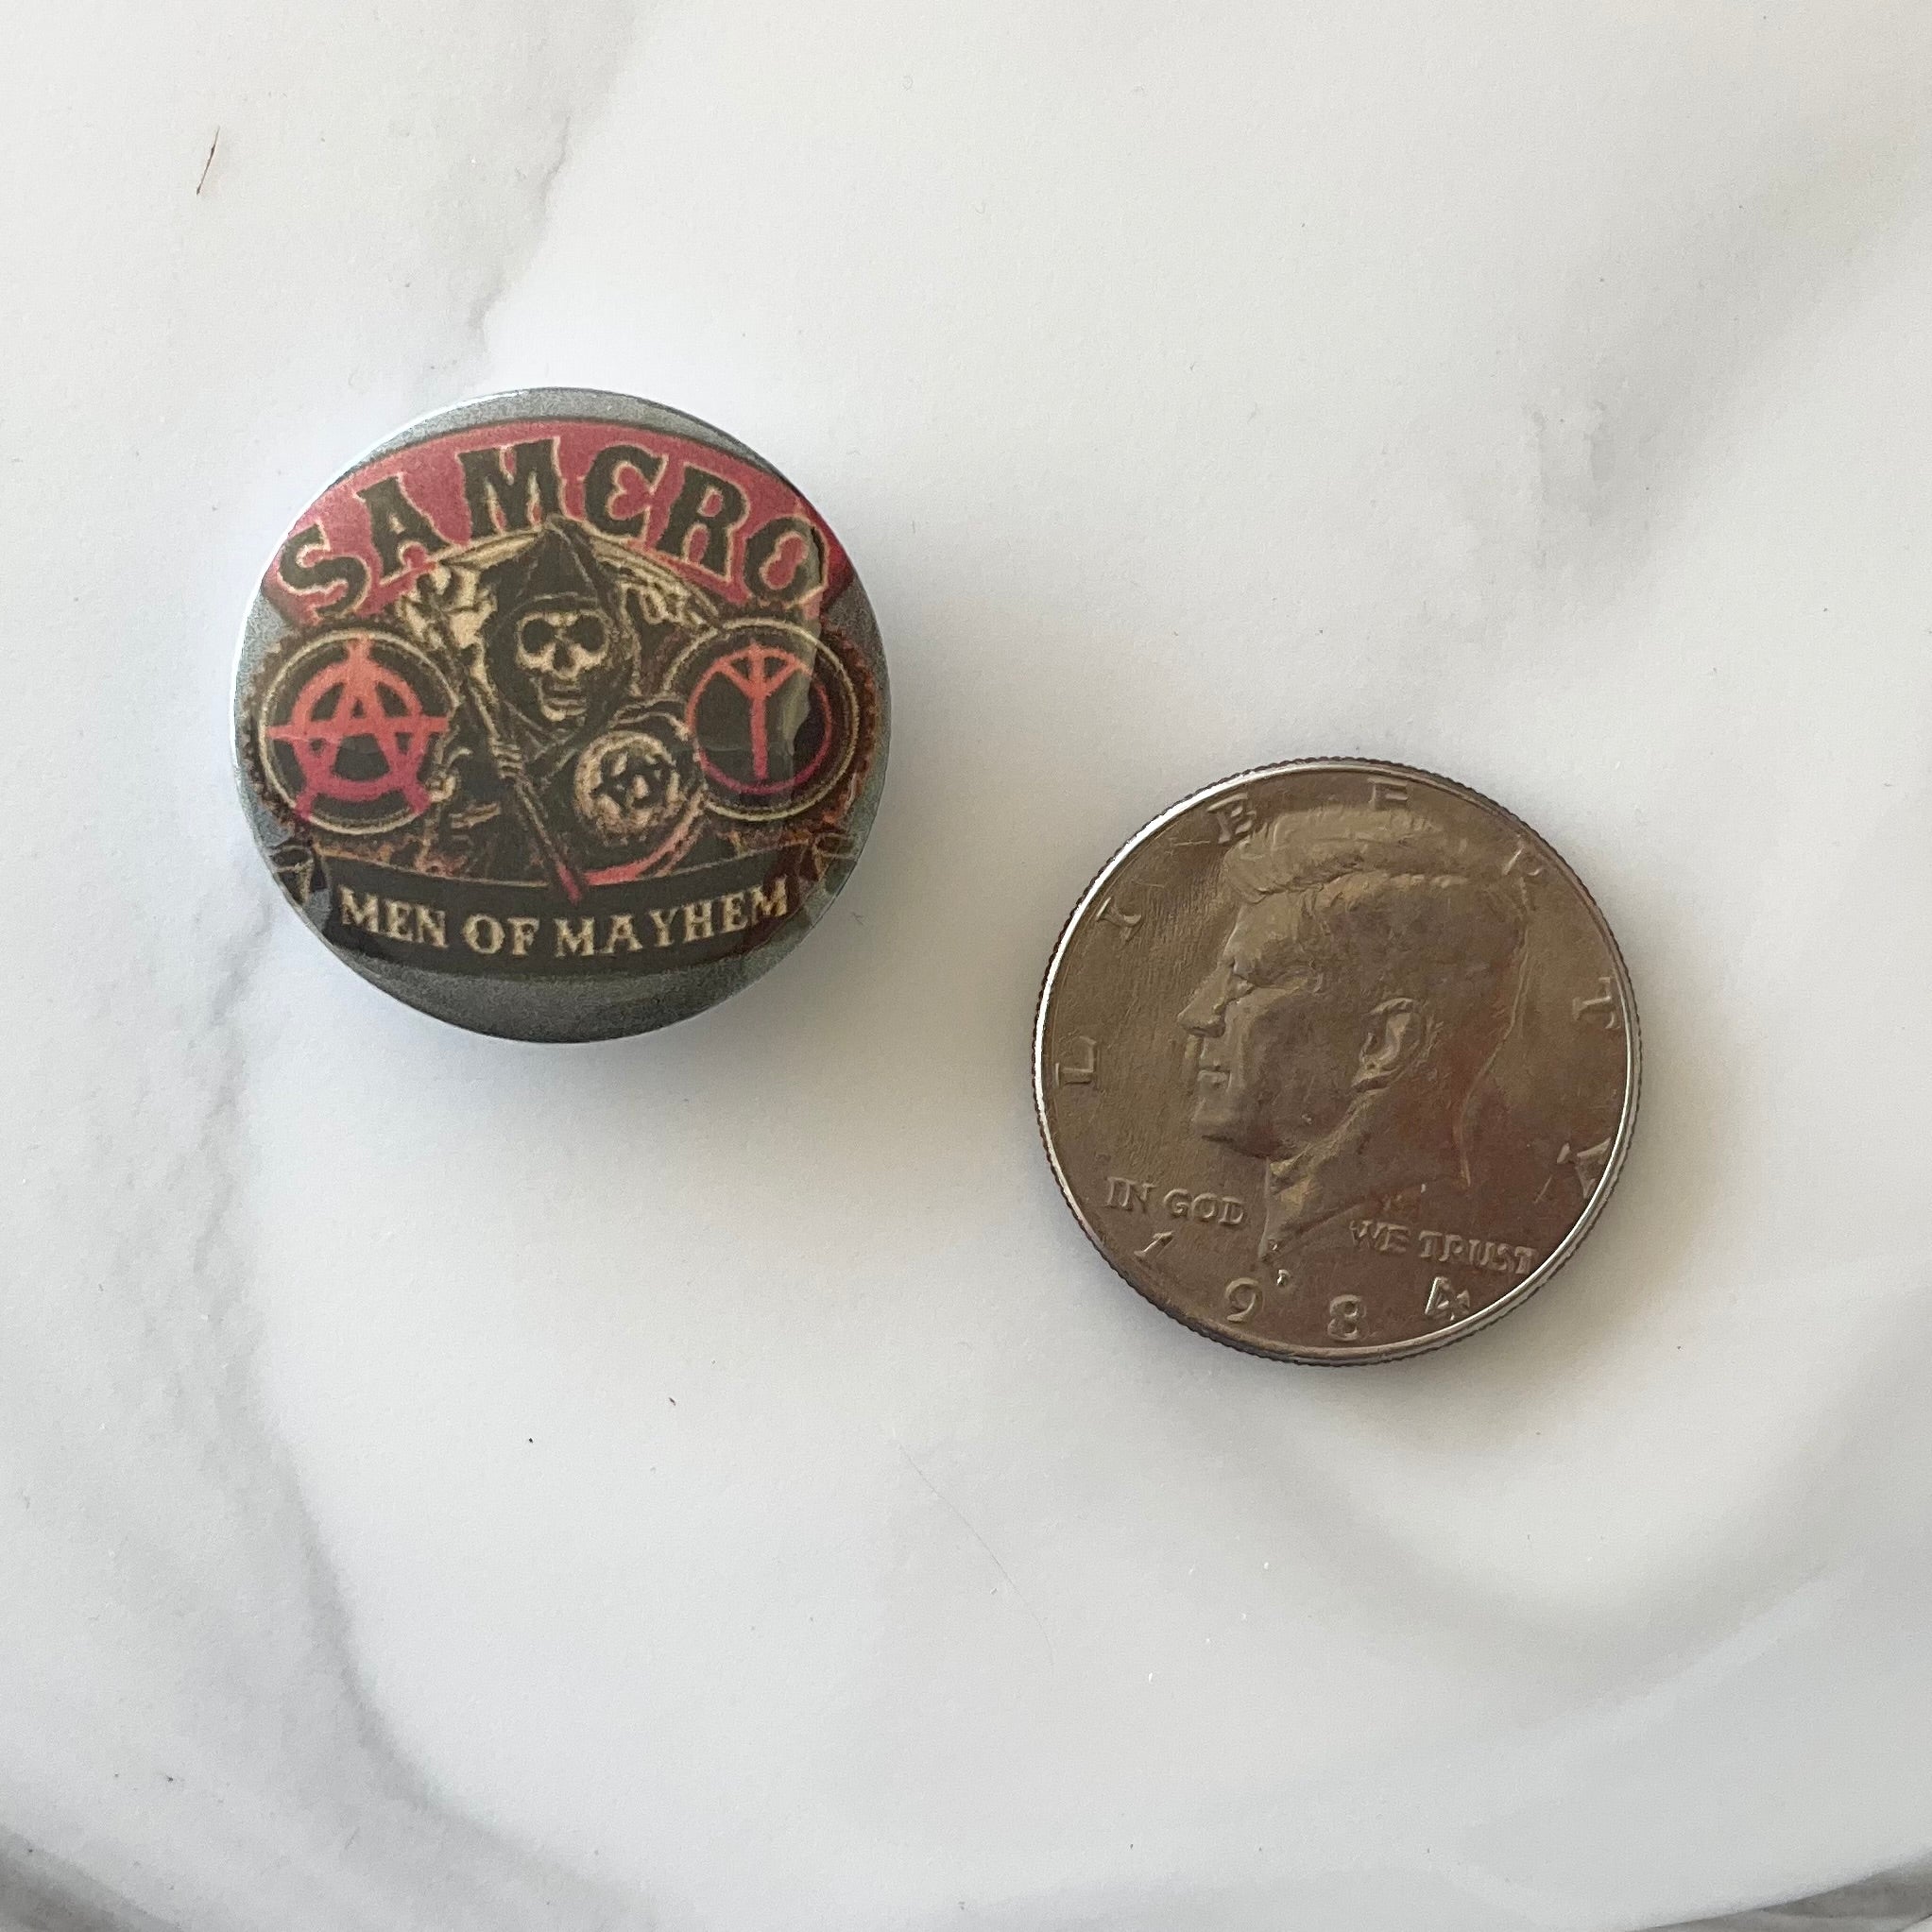 SAMCRO
MEN OF MAYHEM
LIBERTY
IN GOD WE TRUST
1984